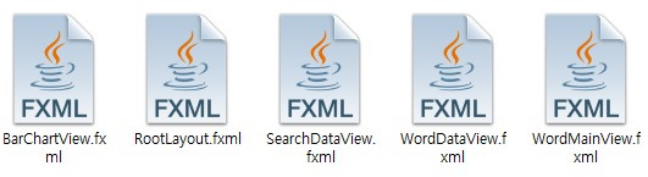 FXML FXML FXML FXML FXML
BarChartView.fx RootLayout.fxml SearchDataView. WordDataView.f WordMainView.f
ml fxml xml xml